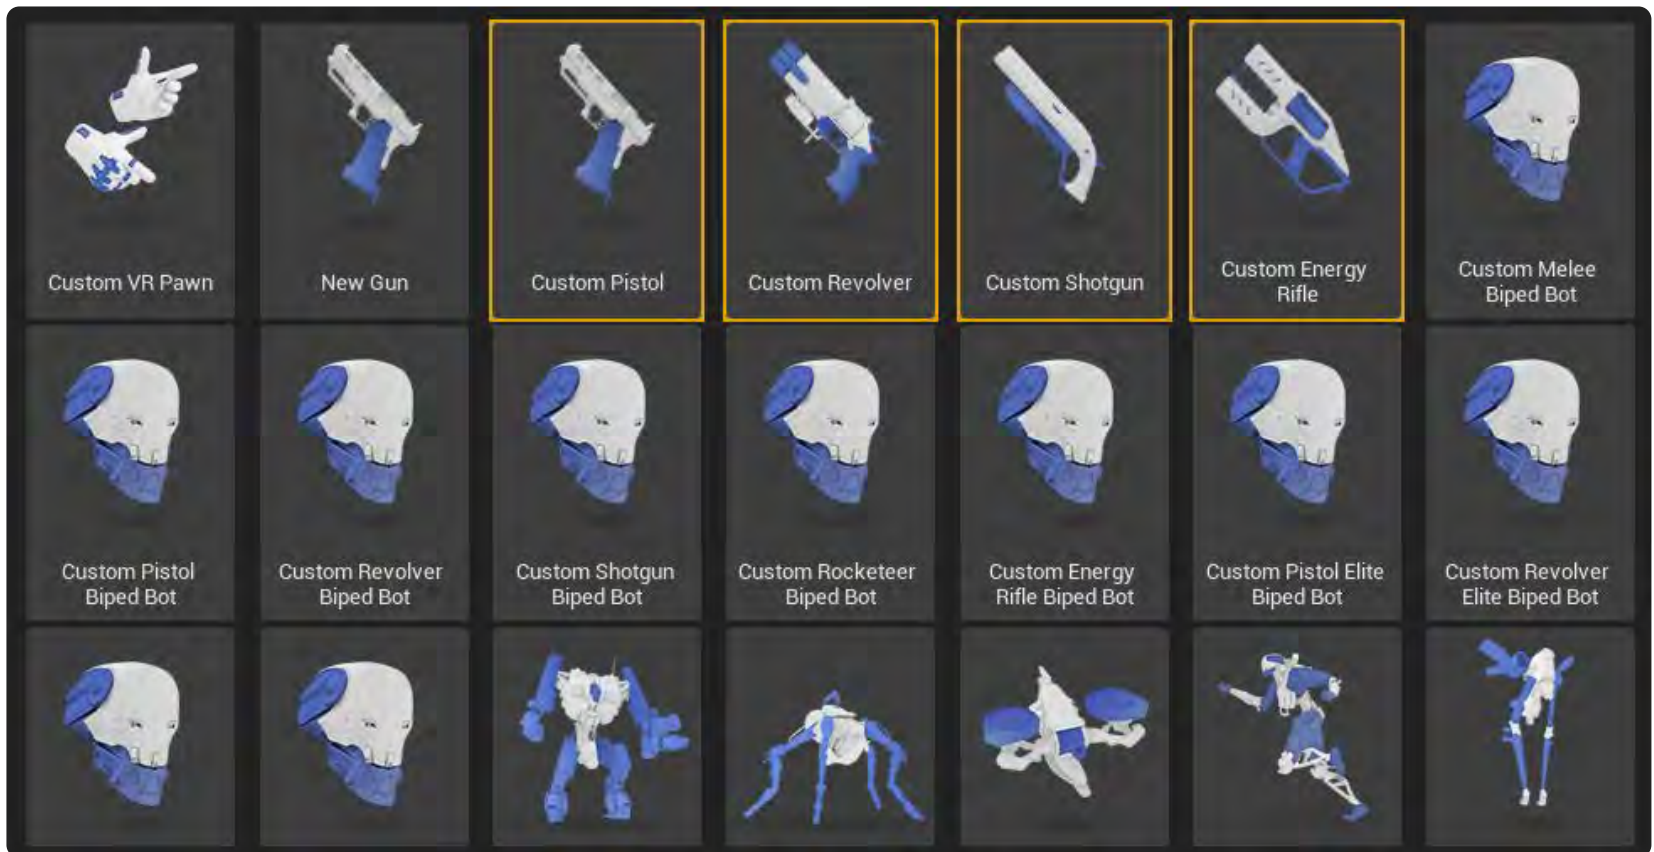 Custom VR Pawn
New Gun
Custom Pistol
Custom Revolver
Custom Shotgun
Custom Energy
Rifle
Custom Melee
Biped Bot
Custom Pistol
Biped Bot
Custom Revolver
Biped Bot
Custom Shotgun
Biped Bot
Custom Rocketeer
Biped Bot
Custom Energy
Rifle Biped Bot
Custom Pistol Elite
Biped Bot
Custom Revolver
Elite Biped Bot